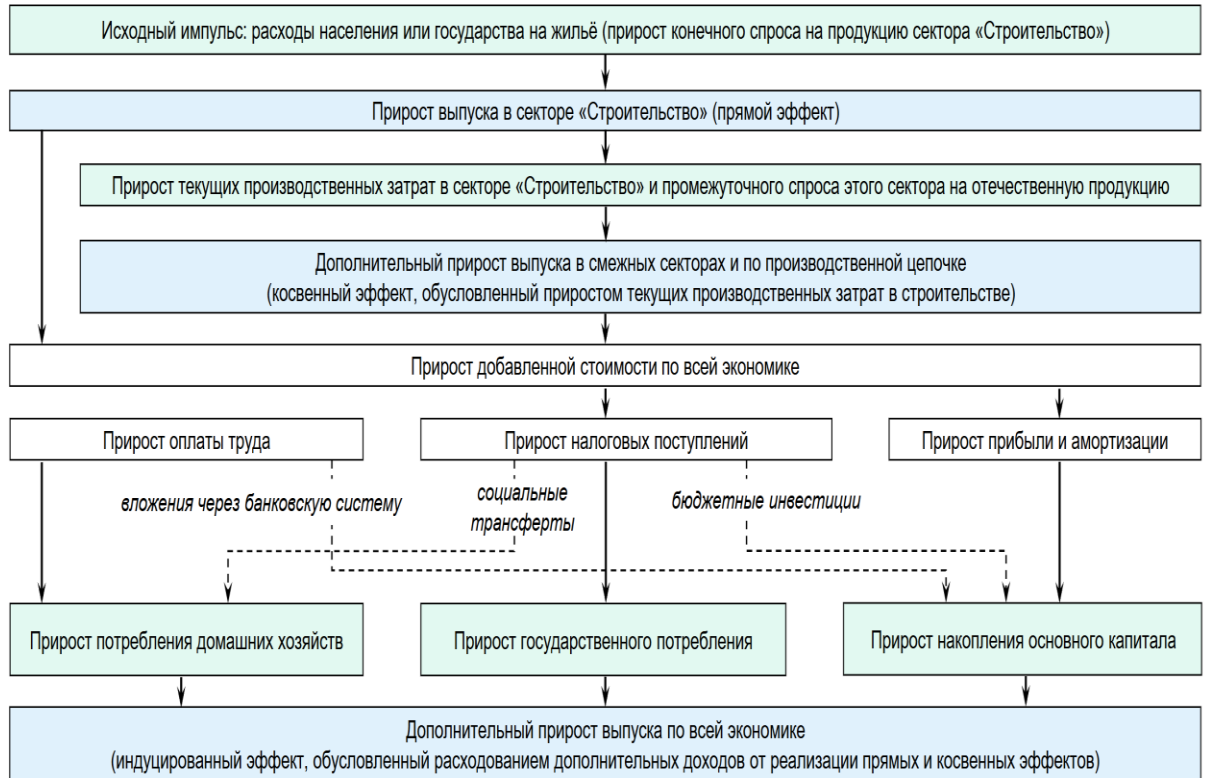 Исходный импульс: расходы населения или государства на жильё (прирост конечного спроса на продукцию сектора «Строительство»)
Прирост выпуска в секторе «Строительство» (прямой эффект)
Прирост текущих производственных затрат в секторе «Строительство» и промежуточного спроса этого сектора на отечественную продукцию
Дополнительный прирост выпуска в смежных секторах и по производственной цепочке
(косвенный эффект, обусловленный приростом текущих производственных затрат в строительстве)
Прирост добавленной стоимости по всей экономике
Прирост оплаты труда
Прирост налоговых поступлений
Прирост прибыли и амортизации
вложения через банковскую систему
социальные
трансферты
бюджетные инвестиции
Прирост потребления домашних хозяйств
Прирост государственного потребления
Прирост накопления основного капитала
Дополнительный прирост выпуска по всей экономике
(индуцированный эффект, обусловленный расходованием дополнительных доходов от реализации прямых и косвенных эффектов)